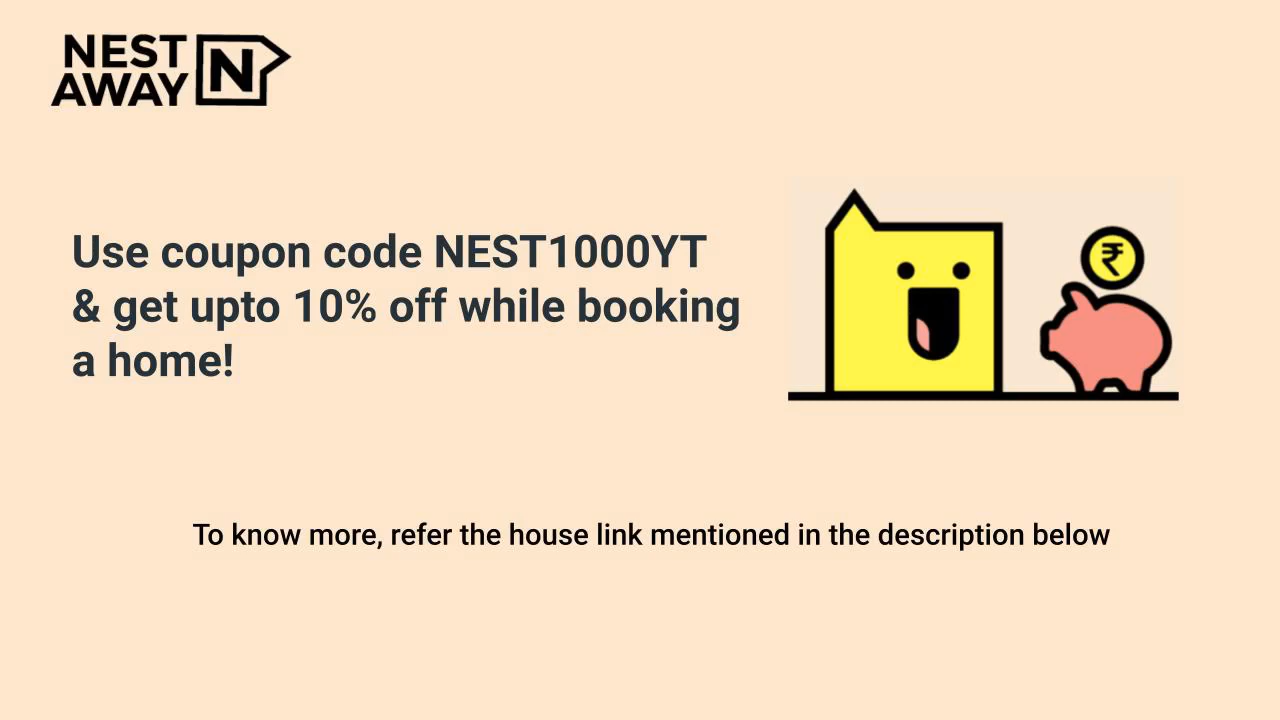 NEST
AWAY N
Use coupon code NEST1000YT
& get upto 10% off while booking
a home!
₹
To know more, refer the house link mentioned in the description below